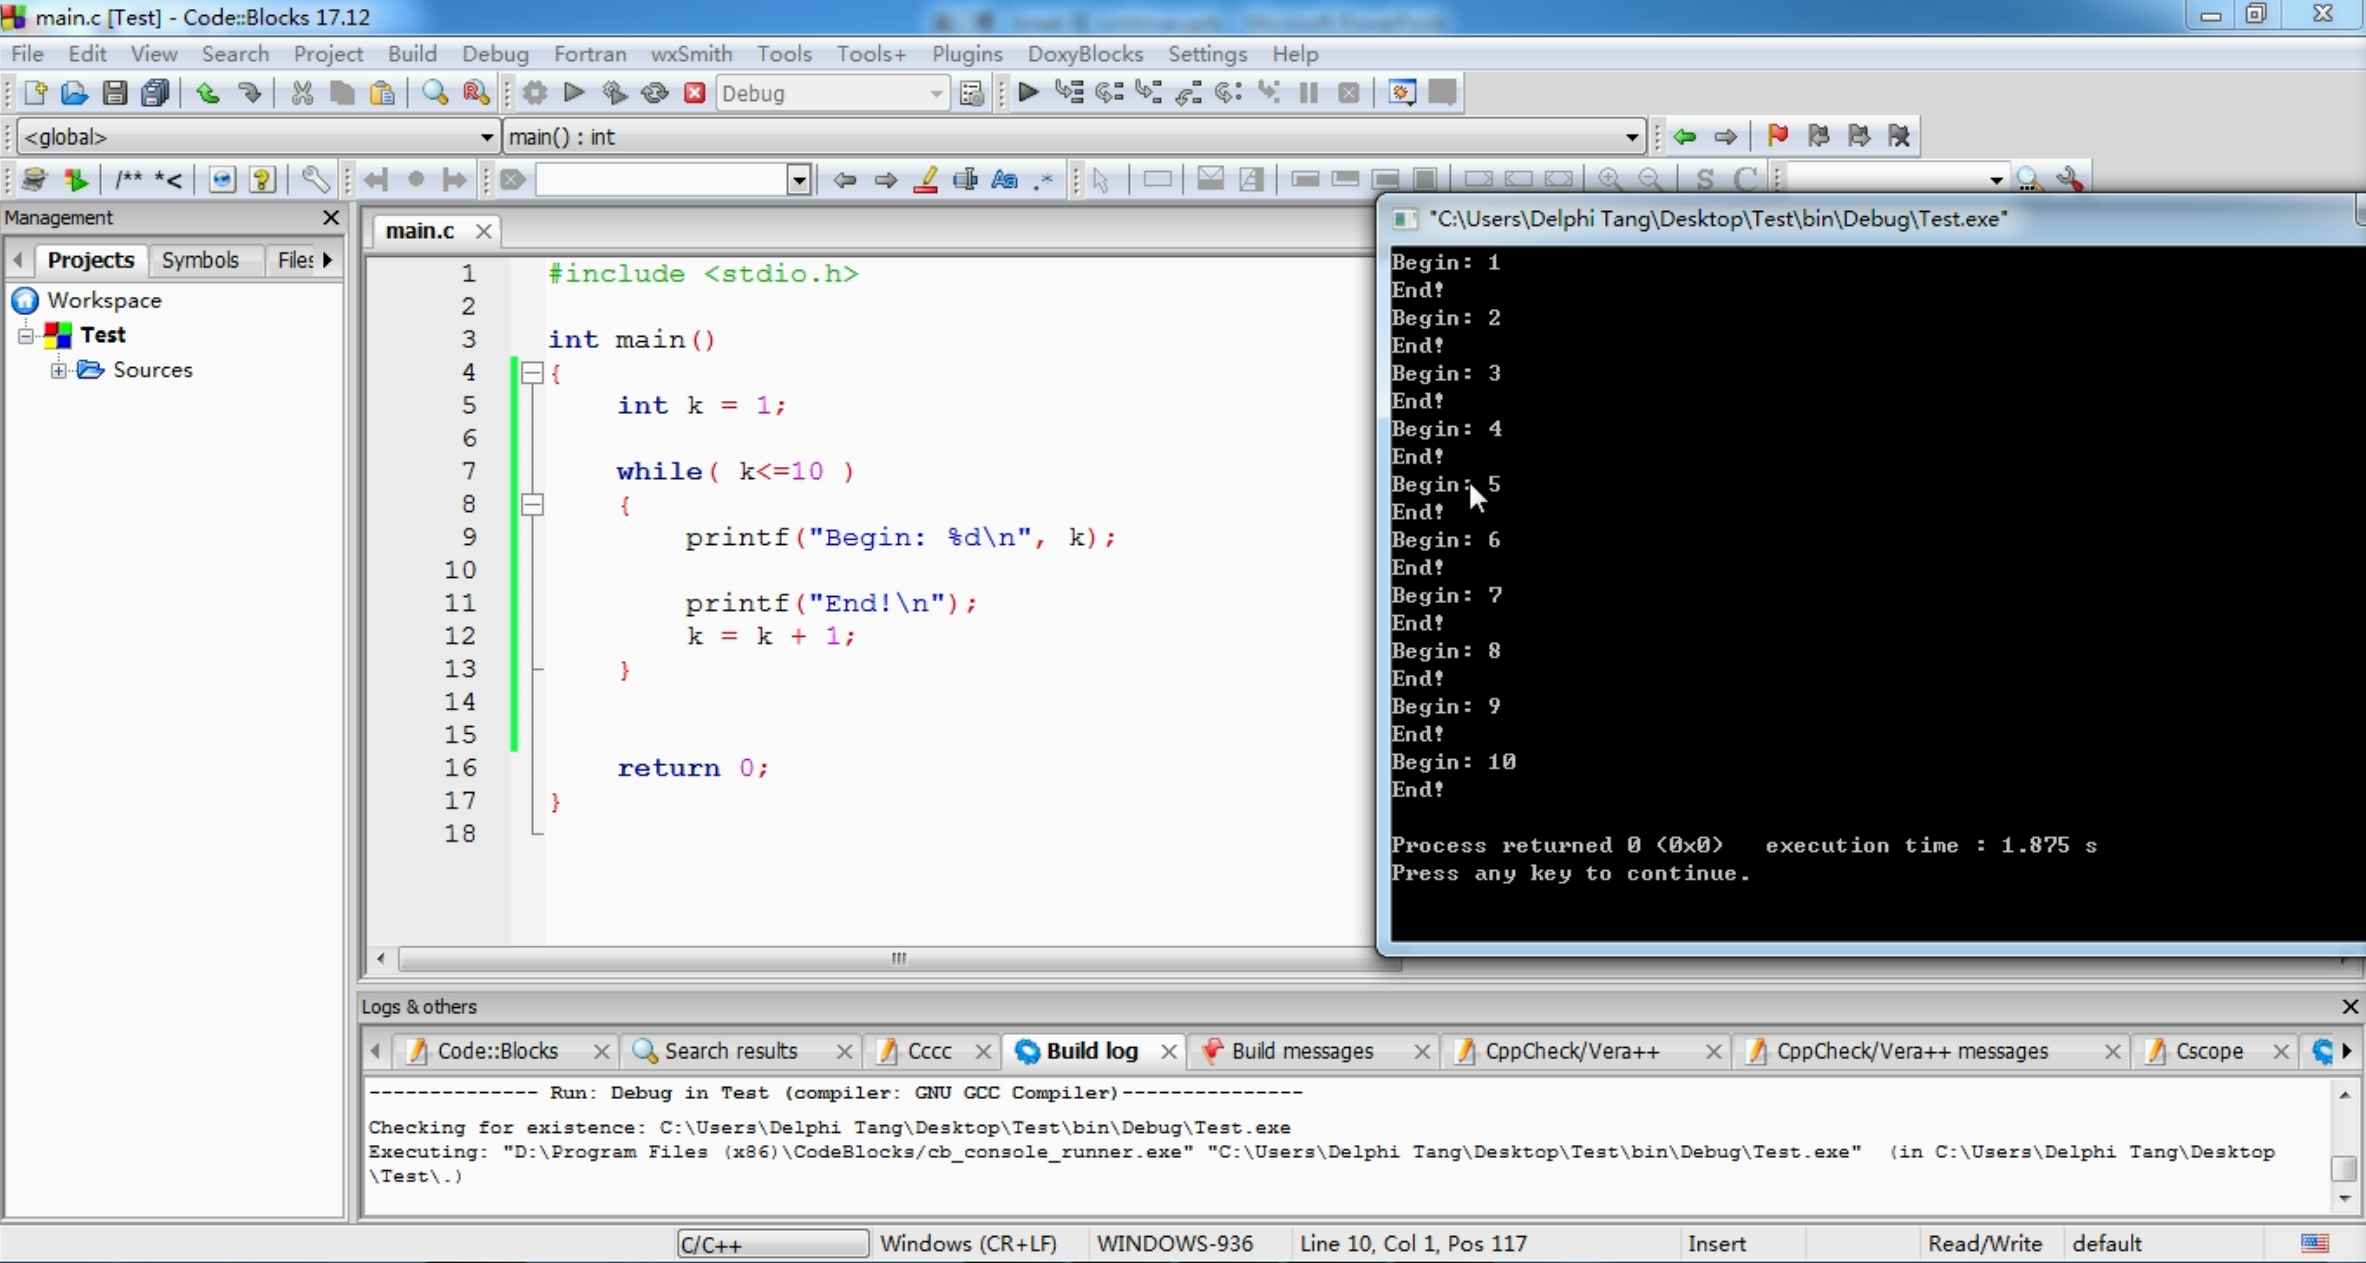 main.c [Test] - Code::Blocks 17.12
File Edit View Search Project Build Debug Fortran wxSmith Tools Tools+ Plugins DoxyBlocks Settings Help
Debug
<global> main() : int
/** *<
Aa .* S C
Management
Projects Symbols Files
Workspace
Test
Sources
main.c
1 #include <stdio.h>
2
3 int main()
4 {
5 int k = 1;
6
7 while( k<=10 )
8 {
9 printf("Begin: %d\n", k);
10
11 printf("End!\n");
12 k = k + 1;
13 }
14
15
16 return 0;
17 }
18
"C:\Users\Delphi Tang\Desktop\Test\bin\Debug\Test.exe"
Begin: 1
End!
Begin: 2
End!
Begin: 3
End!
Begin: 4
End!
Begin: 5
End!
Begin: 6
End!
Begin: 7
End!
Begin: 8
End!
Begin: 9
End!
Begin: 10
End!
Process returned 0 (0x0) execution time : 1.875 s
Press any key to continue.
Logs & others
Code::Blocks Search results Cccc Build log Build messages CppCheck/Vera++ CppCheck/Vera++ messages Cscope
-------------- Run: Debug in Test (compiler: GNU GCC Compiler)---------------
Checking for existence: C:\Users\Delphi Tang\Desktop\Test\bin\Debug\Test.exe
Executing: "D:\Program Files (x86)\CodeBlocks/cb_console_runner.exe" "C:\Users\Delphi Tang\Desktop\Test\bin\Debug\Test.exe" (in C:\Users\Delphi Tang\Desktop
\Test\.)
C/C++ Windows (CR+LF) WINDOWS-936 Line 10, Col 1, Pos 117 Insert Read/Write default